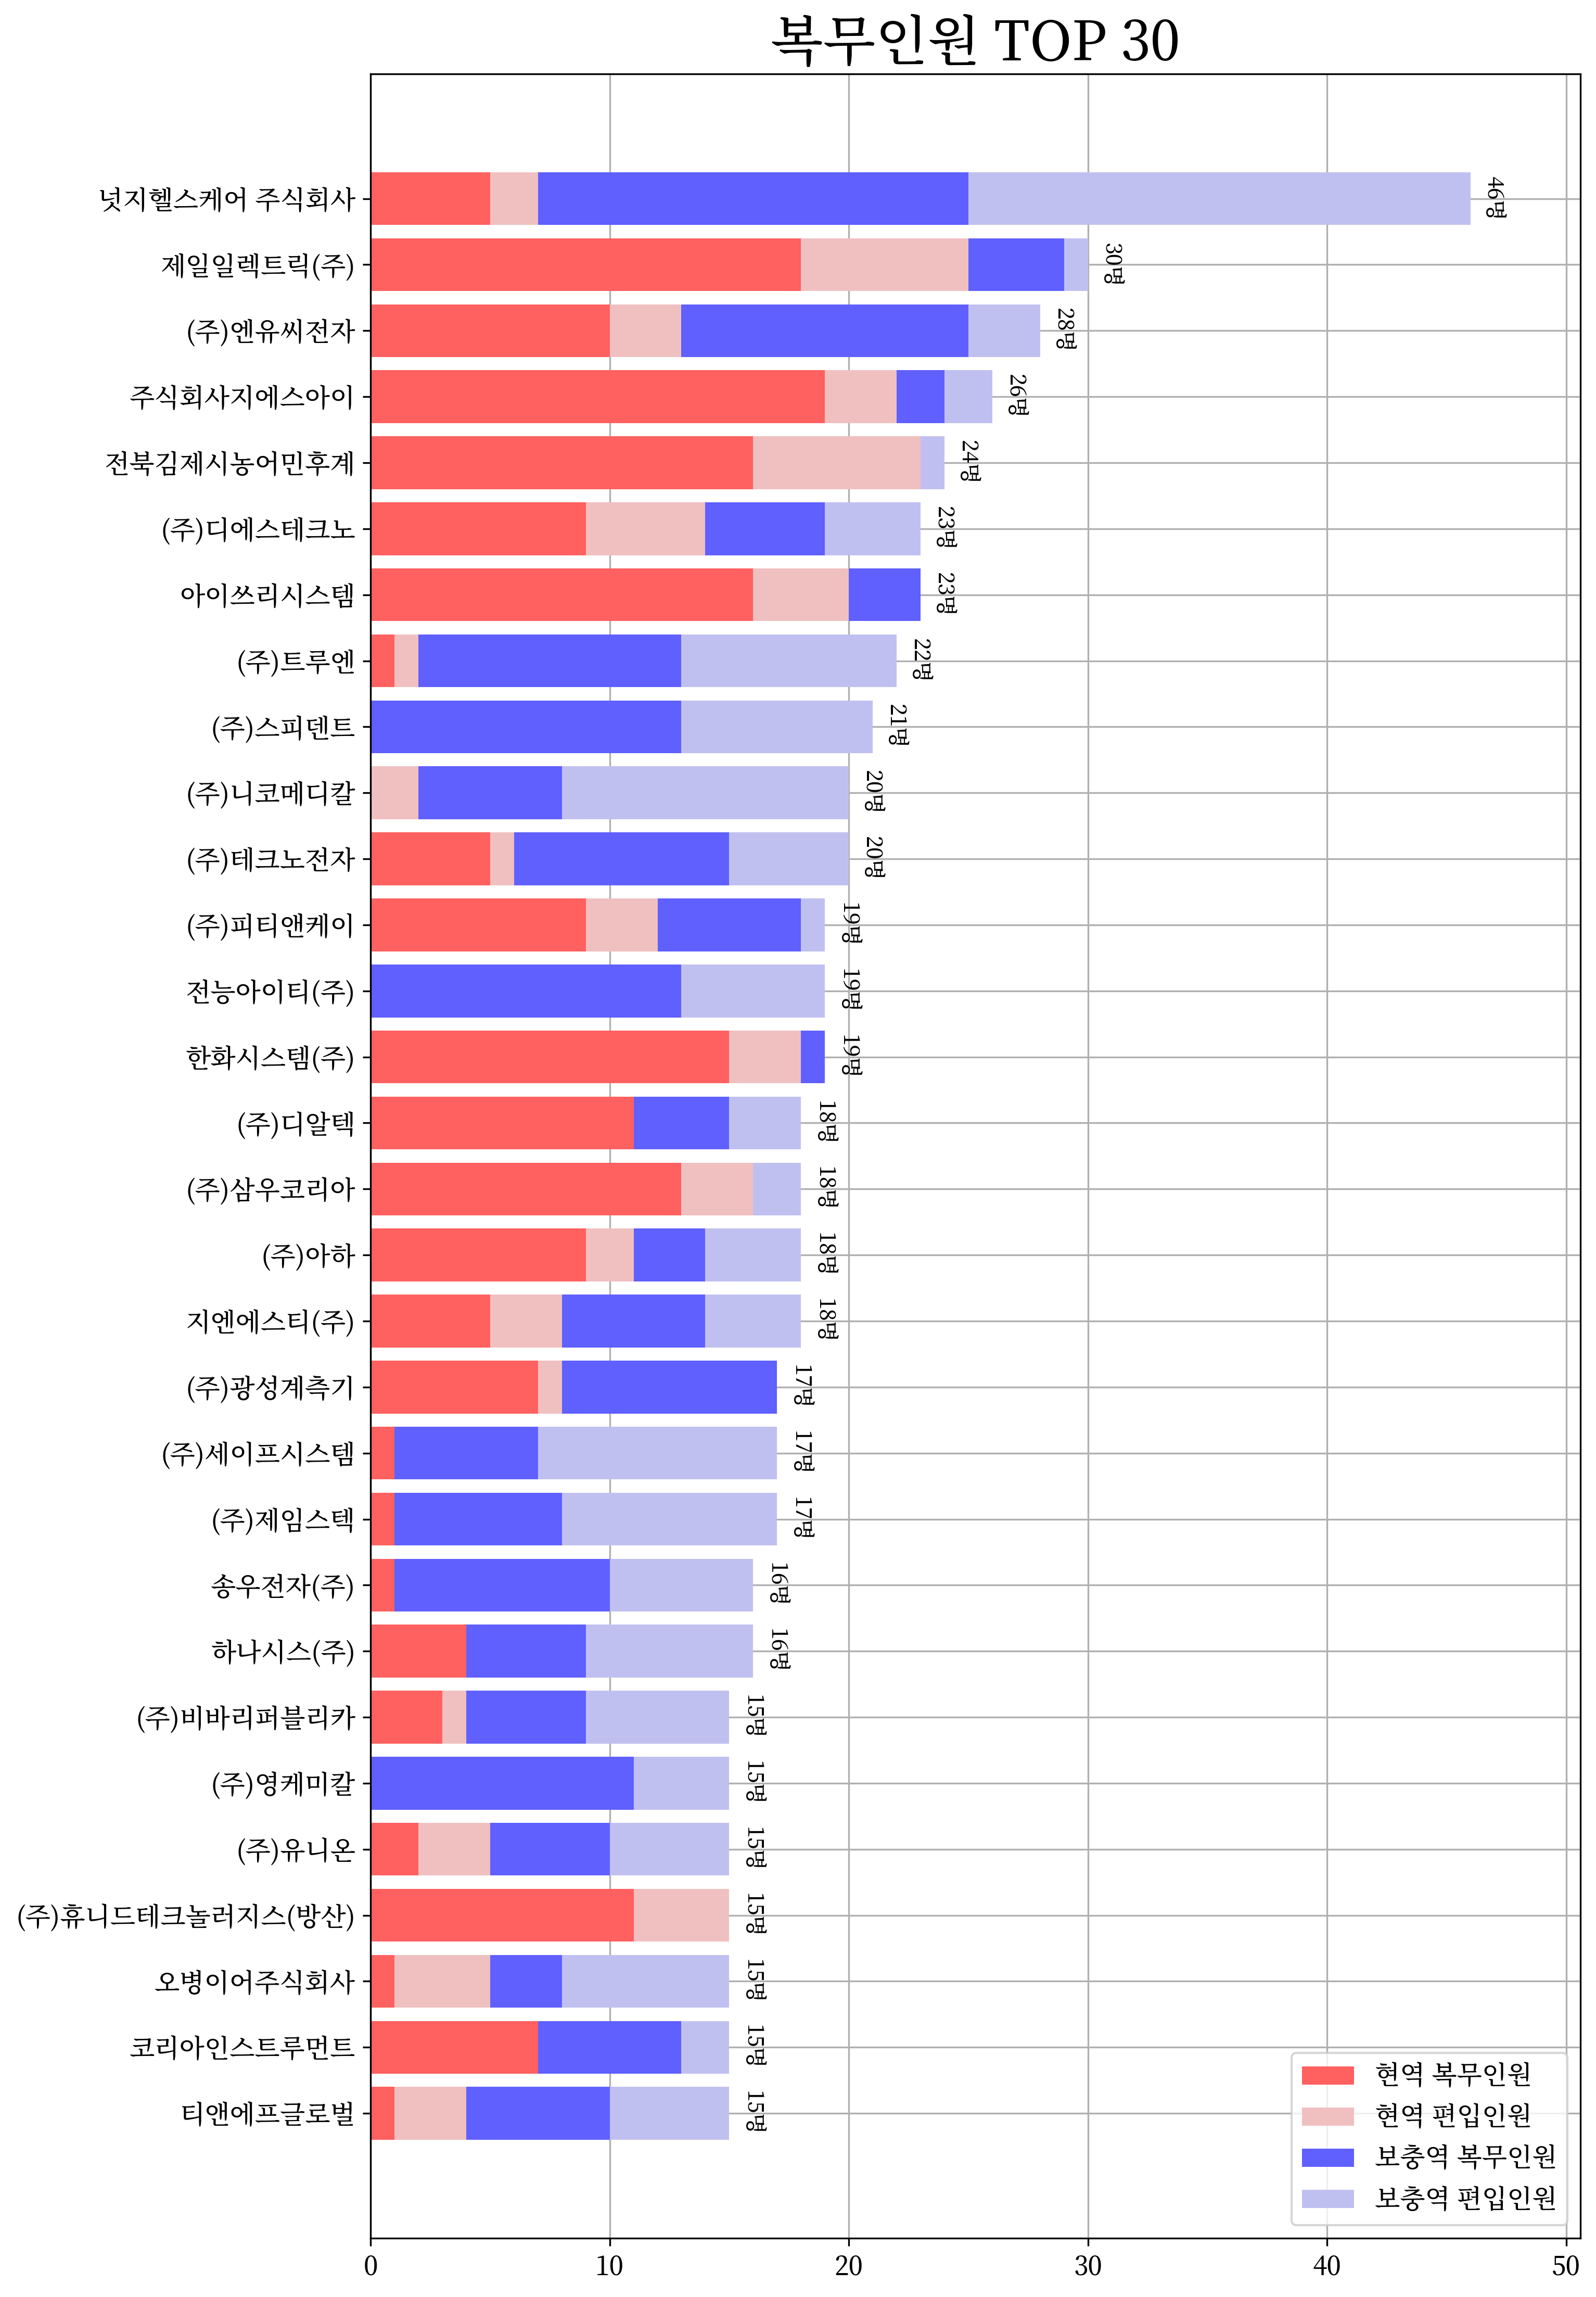 복무인원 TOP 30
넛지헬스케어 주식회사
46명
제일일렉트릭(주)
30명
(주)엔유씨전자
28명
주식회사지에스아이
26명
전북김제시농어민후계
24명
(주)디에스테크노
23명
아이쓰리시스템
23명
(주)트루엔
22명
(주)스피덴트
21명
(주)니코메디칼
20명
(주)테크노전자
20명
(주)피티앤케이
19명
전능아이티(주)
19명
한화시스템(주)
19명
(주)디알텍
18명
(주)삼우코리아
18명
(주)아하
18명
지엔에스티(주)
18명
(주)광성계측기
17명
(주)세이프시스템
17명
(주)제임스텍
17명
송우전자(주)
16명
하나시스(주)
16명
(주)비바리퍼블리카
15명
(주)영케미칼
15명
(주)유니온
15명
(주)휴니드테크놀러지스(방산)
15명
오병이어주식회사
15명
코리아인스트루먼트
15명
티앤에프글로벌
15명
현역 복무인원
현역 편입인원
보충역 복무인원
보충역 편입인원
0 10 20 30 40 50